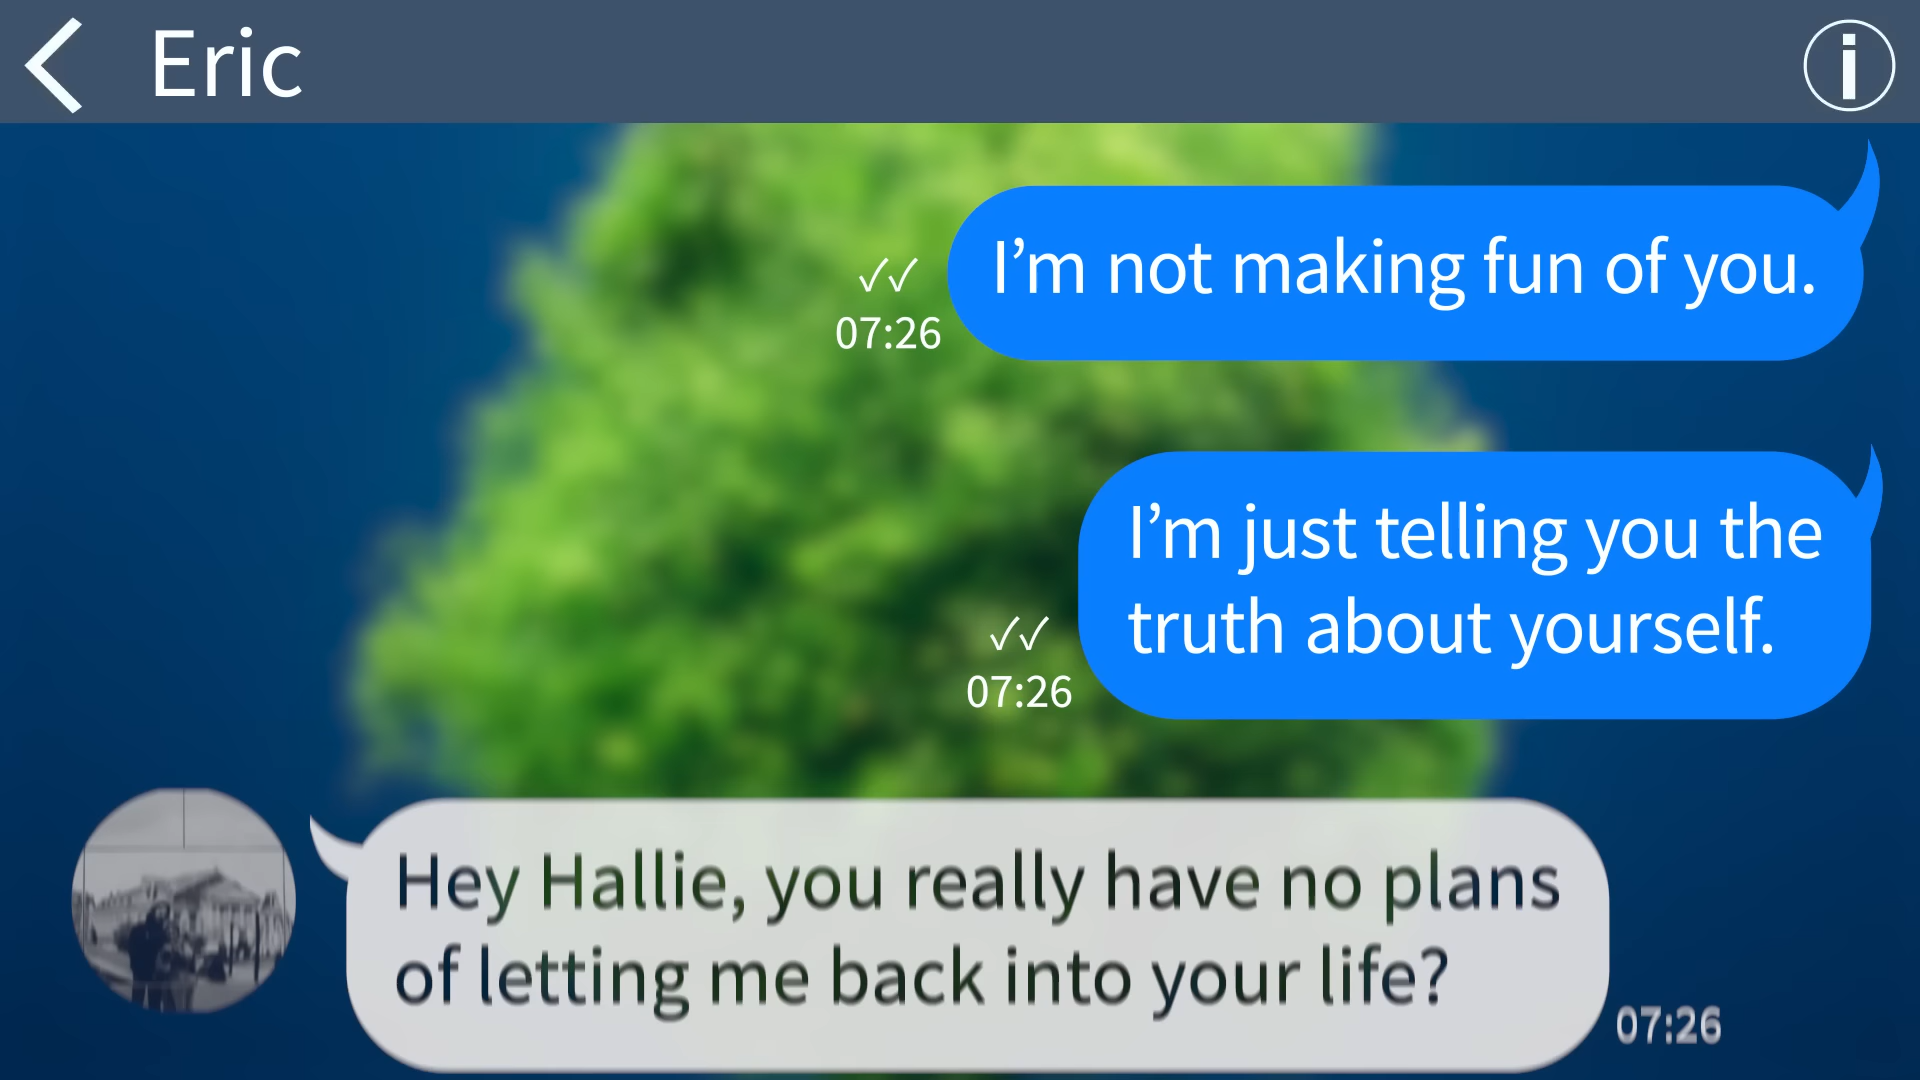 Eric
I’m not making fun of you.
✓✓
07:26
I’m just telling you the
truth about yourself.
✓✓
07:26
Hey Hallie, you really have no plans
of letting me back into your life?
07:26